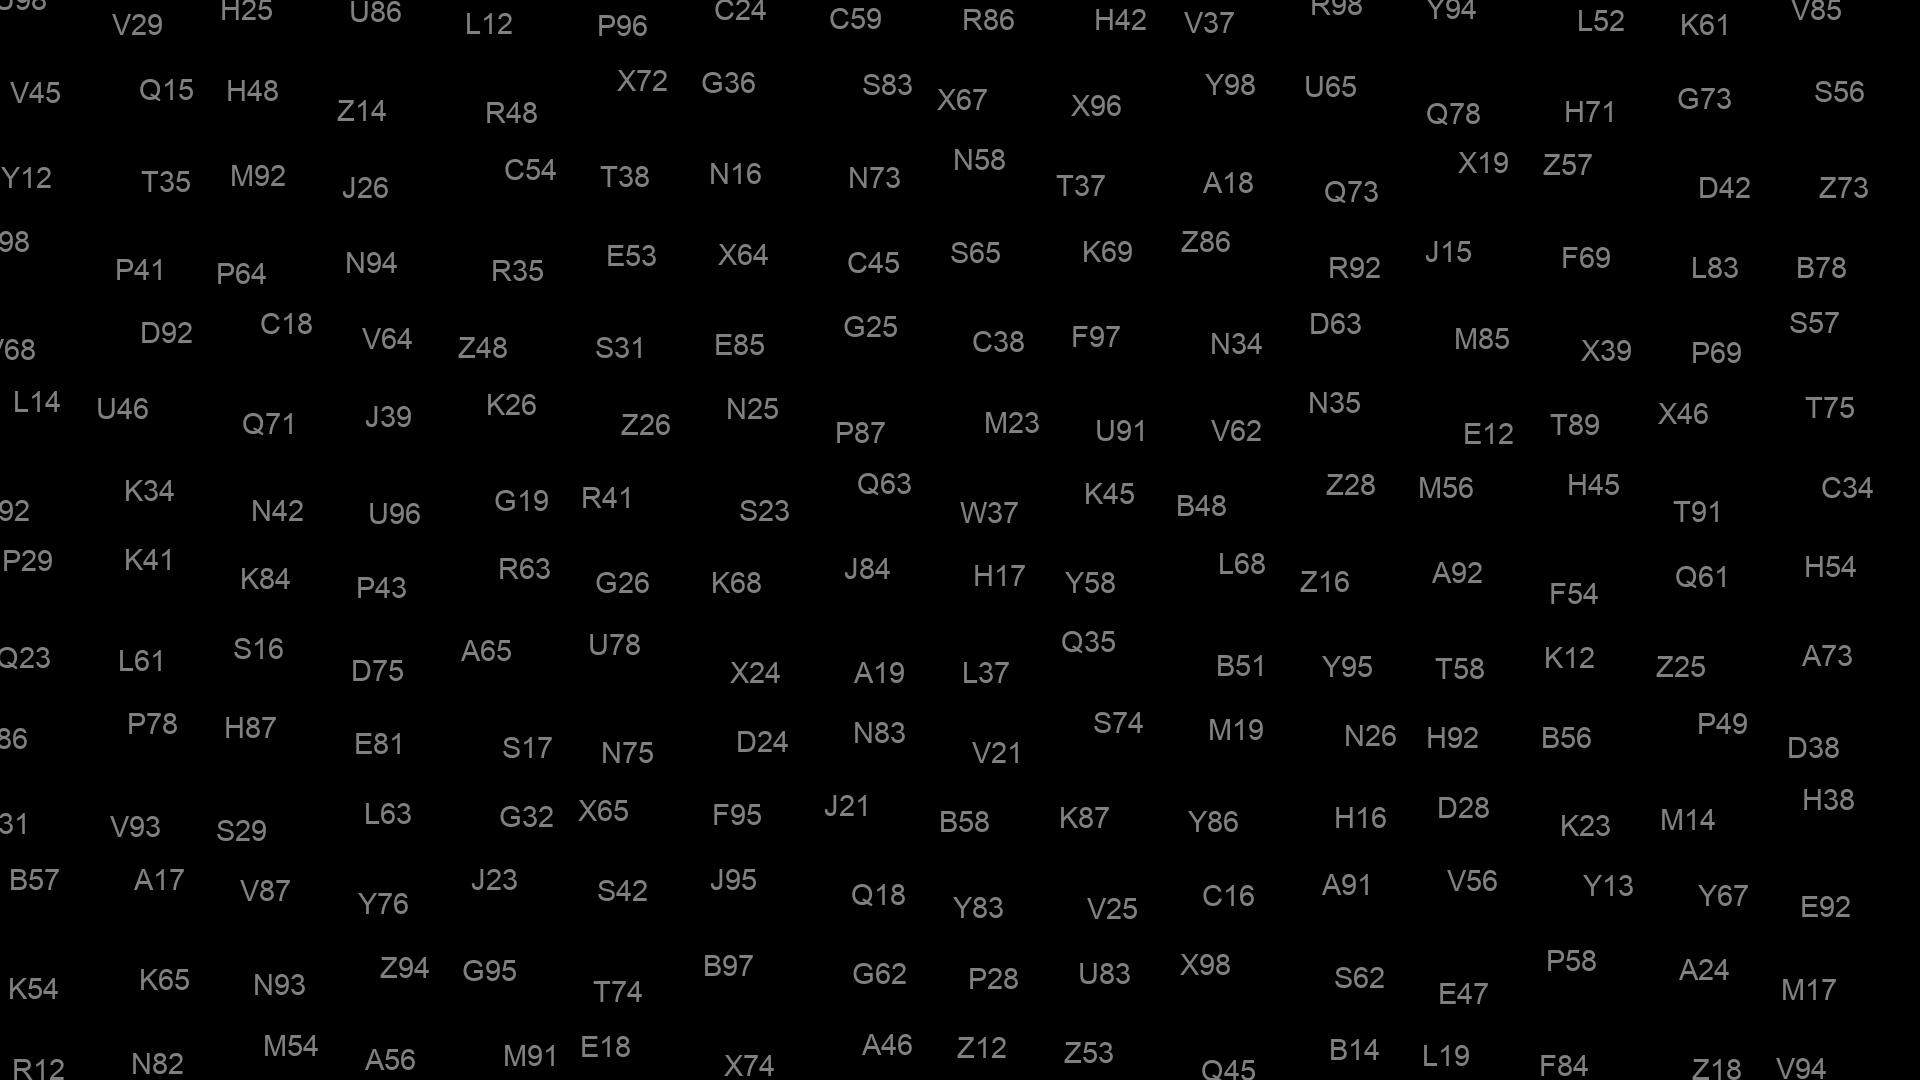 U98 V29 H25 U86 L12 P96 C24 C59 R86 H42 V37 R98 Y94 L52 K61 V85
V45 Q15 H48 Z14 R48 X72 G36 S83 X67 X96 Y98 U65 Q78 H71 G73 S56
Y12 T35 M92 J26 C54 T38 N16 N73 N58 T37 A18 Q73 X19 Z57 D42 Z73
98 P41 P64 N94 R35 E53 X64 C45 S65 K69 Z86 R92 J15 F69 L83 B78
V68 D92 C18 V64 Z48 S31 E85 G25 C38 F97 N34 D63 M85 X39 P69 S57
L14 U46 Q71 J39 K26 Z26 N25 P87 M23 U91 V62 N35 E12 T89 X46 T75
92 K34 N42 U96 G19 R41 S23 Q63 W37 K45 B48 Z28 M56 H45 T91 C34
P29 K41 K84 P43 R63 G26 K68 J84 H17 Y58 L68 Z16 A92 F54 Q61 H54
Q23 L61 S16 D75 A65 U78 X24 A19 L37 Q35 B51 Y95 T58 K12 Z25 A73
86 P78 H87 E81 S17 N75 D24 N83 V21 S74 M19 N26 H92 B56 P49 D38
31 V93 S29 L63 G32 X65 F95 J21 B58 K87 Y86 H16 D28 K23 M14 H38
B57 A17 V87 Y76 J23 S42 J95 Q18 Y83 V25 C16 A91 V56 Y13 Y67 E92
K54 K65 N93 Z94 G95 T74 B97 G62 P28 U83 X98 S62 E47 P58 A24 M17
R12 N82 M54 A56 M91 E18 X74 A46 Z12 Z53 Q45 B14 L19 F84 Z18 V94